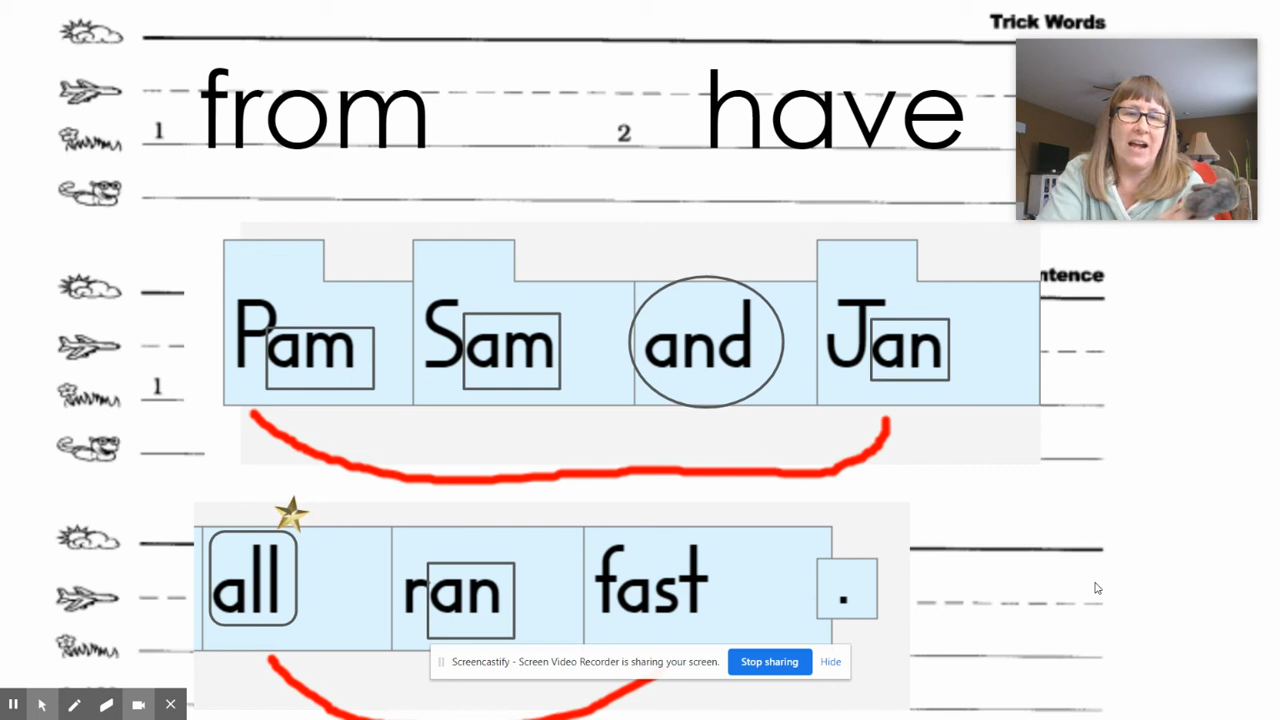 Trick Words
1 from 2 have
ntence
1 Pam Sam and Jan
all ran fast .
Screencastify - Screen Video Recorder is sharing your screen. Stop sharing Hide